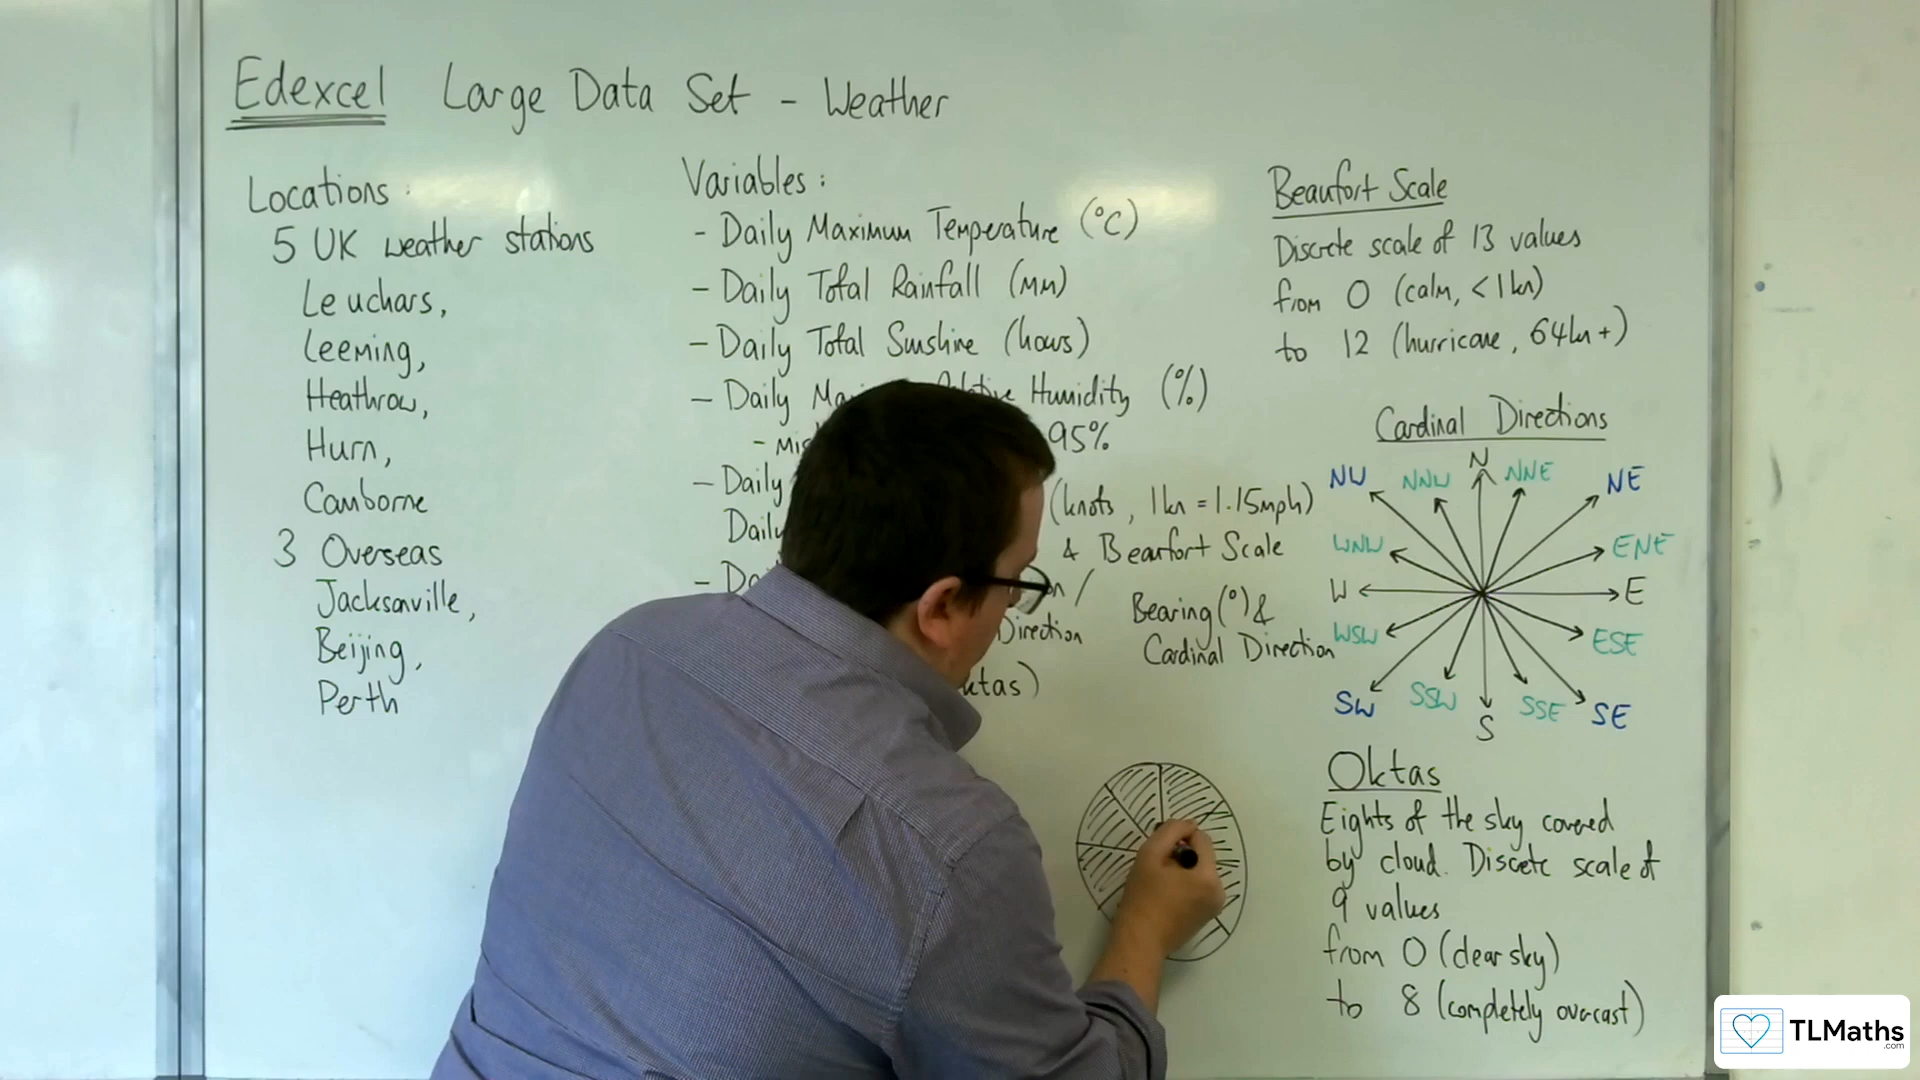 Edexcel Large Data Set - Weather
Locations:
5 UK weather stations
Leuchars,
Leeming,
Heathrow,
Hurn,
Camborne
3 Overseas
Jacksonville,
Beijing,
Perth
Variables:
- Daily Maximum Temperature (°C)
- Daily Total Rainfall (mm)
- Daily Total Sunshine (hours)
- Daily Humidity (%)
- 95%
- Daily (knots, 1kn = 1.15mph)
Daily & Beaufort Scale
- / Bearing (°) &
Direction Cardinal Direction
)
Beaufort Scale
Discrete scale of 13 values
from 0 (calm, <1kn)
to 12 (hurricane, 64kn+)
Cardinal Directions
N
NW NNW NNE NE
WNW ENE
W E
WSW ESE
SW SSW SSE SE
S
Oktas
Eights of the sky covered
by cloud. Discete scale of
9 values
from 0 (clear sky)
to 8 (completely overcast)
TLMaths
.com